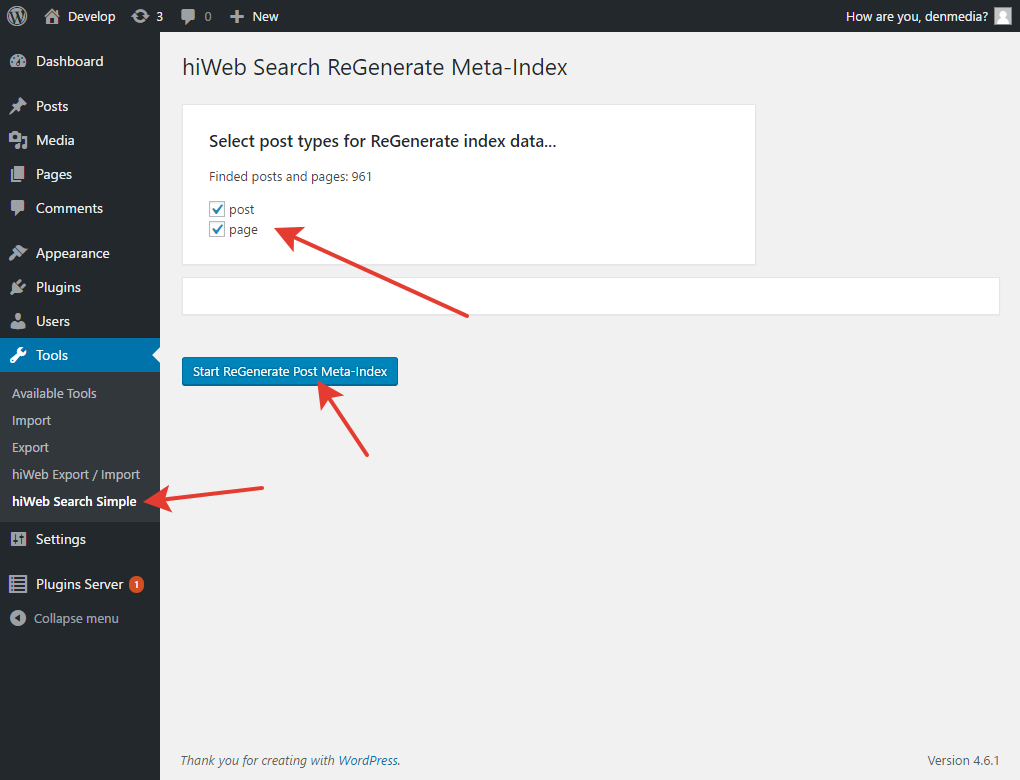 Develop 3 0 New How are you, denmedia?
Dashboard
Posts
Media
Pages
Comments
Appearance
Plugins
Users
Tools
Available Tools
Import
Export
hiWeb Export / Import
hiWeb Search Simple
Settings
Plugins Server 1
Collapse menu
hiWeb Search ReGenerate Meta-Index
Select post types for ReGenerate index data...
Finded posts and pages: 961
post
page
Start ReGenerate Post Meta-Index
Thank you for creating with WordPress. Version 4.6.1